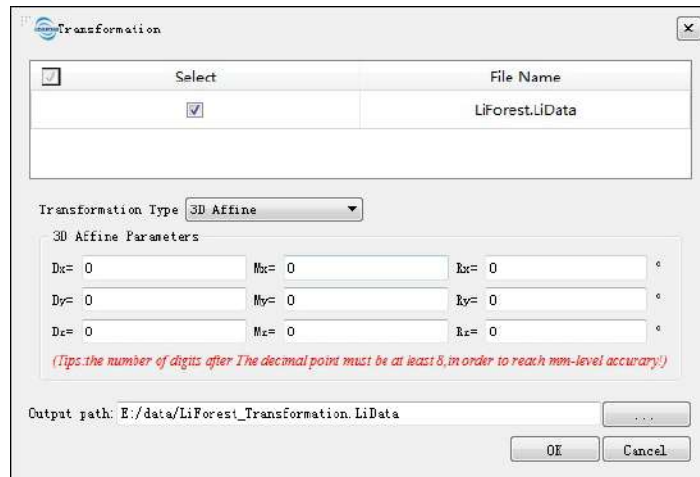 Transformation
Select File Name
LiForest.LiData
Transformation Type 3D Affine
3D Affine Parameters
Dx= 0 Mx= 0 Rx= 0 °
Dy= 0 My= 0 Ry= 0 °
Dz= 0 Mz= 0 Rz= 0 °
(Tips:the number of digits after The decimal point must be at least 8,in order to reach mm-level accurary!)
Output path: E:/data/LiForest_Transformation.LiData ...
OK Cancel